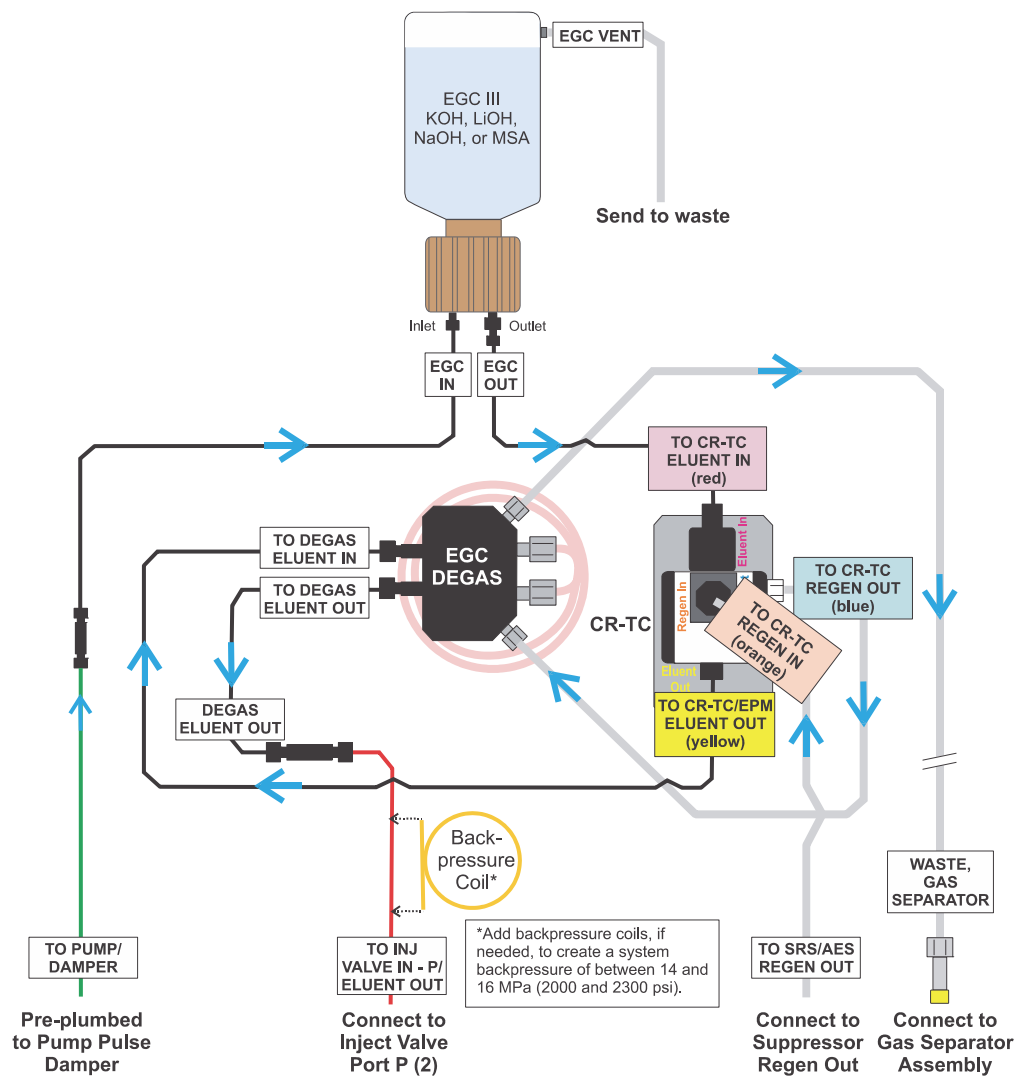 EGC VENT
EGC III
KOH, LiOH,
NaOH, or MSA
Send to waste
Inlet
Outlet
EGC
IN
EGC
OUT
TO CR-TC
ELUENT IN
(red)
TO DEGAS
ELUENT IN
TO DEGAS
ELUENT OUT
EGC
DEGAS
CR-TC
Eluent In
Regen In
TO CR-TC
REGEN OUT
(blue)
TO CR-TC
REGEN IN
(orange)
Eluent
Out
TO CR-TC/EPM
ELUENT OUT
(yellow)
DEGAS
ELUENT OUT
Back-
pressure
Coil*
WASTE,
GAS
SEPARATOR
*Add backpressure coils, if
needed, to create a system
backpressure of between 14 and
16 MPa (2000 and 2300 psi).
TO PUMP/
DAMPER
TO INJ
VALVE IN - P/
ELUENT OUT
TO SRS/AES
REGEN OUT
Pre-plumbed
to Pump Pulse
Damper
Connect to
Inject Valve
Port P (2)
Connect to
Suppressor
Regen Out
Connect to
Gas Separator
Assembly